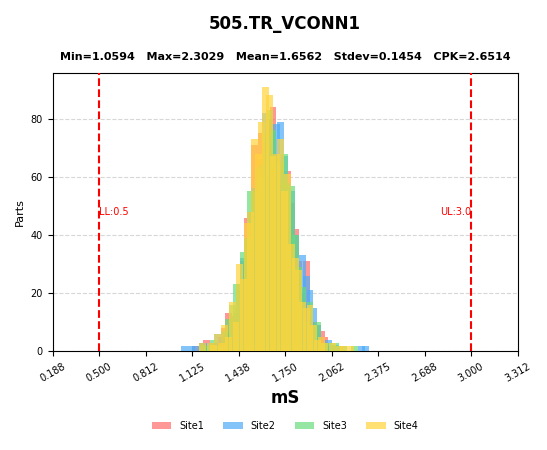 505.TR_VCONN1
Min=1.0594 Max=2.3029 Mean=1.6562 Stdev=0.1454 CPK=2.6514
Parts
80
60
40
20
0
LL:0.5
UL:3.0
0.188 0.500 0.812 1.125 1.438 1.750 2.062 2.375 2.688 3.000 3.312
mS
Site1 Site2 Site3 Site4